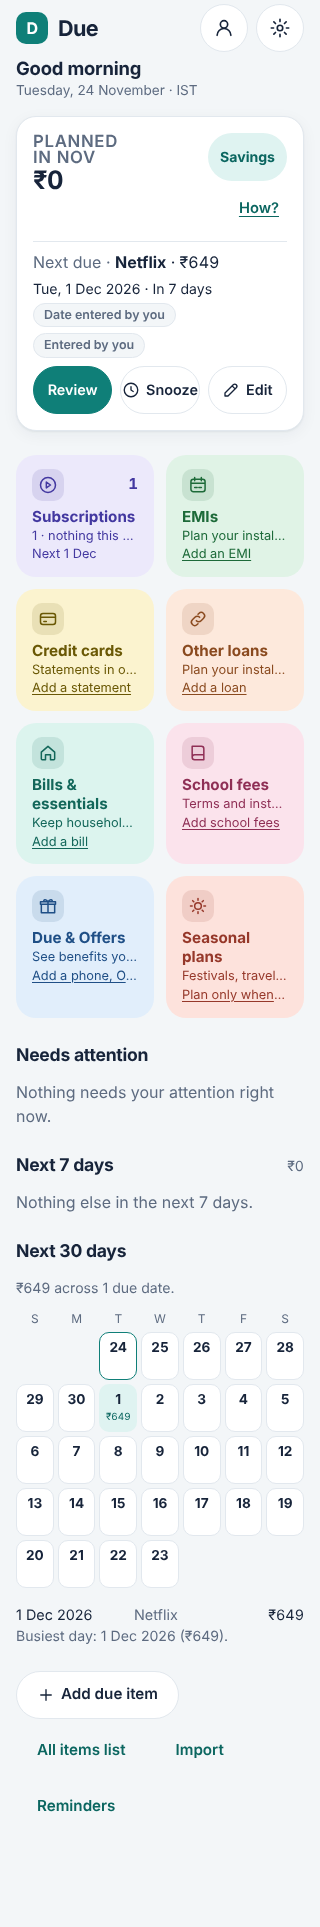 D Due
Good morning
Tuesday, 24 November · IST
PLANNED
IN NOV
₹0
Savings
How?
Next due · Netflix · ₹649
Tue, 1 Dec 2026 · In 7 days
Date entered by you
Entered by you
Review Snooze Edit
1
Subscriptions
1 · nothing this ...
Next 1 Dec
EMIs
Plan your instal...
Add an EMI
Credit cards
Statements in o...
Add a statement
Other loans
Plan your instal...
Add a loan
Bills &
essentials
Keep househol...
Add a bill
School fees
Terms and inst...
Add school fees
Due & Offers
See benefits yo...
Add a phone, O...
Seasonal
plans
Festivals, travel...
Plan only when...
Needs attention
Nothing needs your attention right
now.
Next 7 days ₹0
Nothing else in the next 7 days.
Next 30 days
₹649 across 1 due date.
S M T W T F S
24 25 26 27 28
29 30 1 2 3 4 5
₹649
6 7 8 9 10 11 12
13 14 15 16 17 18 19
20 21 22 23
1 Dec 2026 Netflix ₹649
Busiest day: 1 Dec 2026 (₹649).
+ Add due item
All items list Import
Reminders